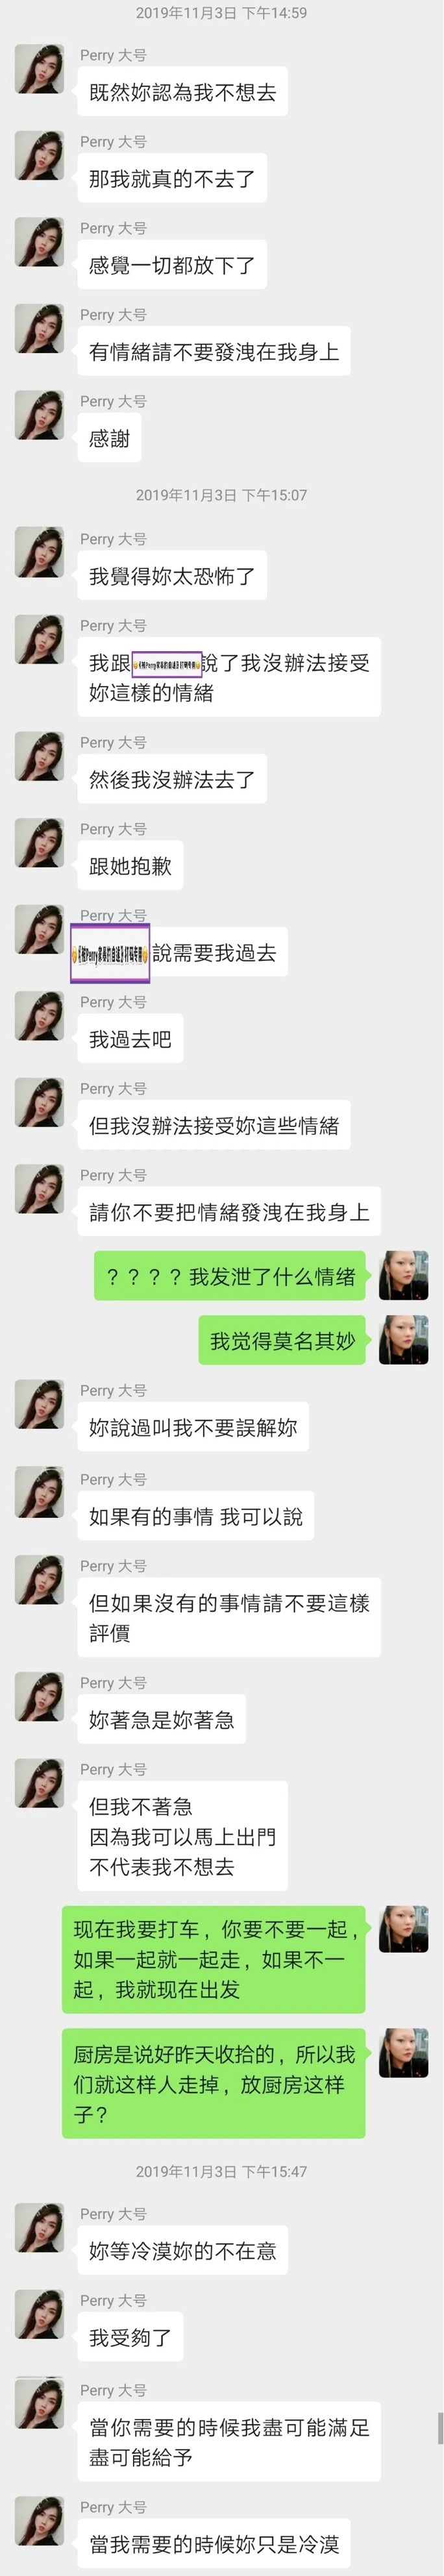 2019年11月3日 下午14:59
Perry 大号
既然妳認為我不想去
Perry 大号
那我就真的不去了
Perry 大号
感覺一切都放下了
Perry 大号
有情緒請不要發洩在我身上
Perry 大号
感謝
2019年11月3日 下午15:07
Perry 大号
我覺得妳太恐怖了
Perry 大号
我跟
說了我沒辦法接受
妳這樣的情緒
Perry 大号
然後我沒辦法去了
Perry 大号
跟她抱歉
Perry 大号
說需要我過去
Perry 大号
我過去吧
Perry 大号
但我沒辦法接受妳這些情緒
Perry 大号
請你不要把情緒發洩在我身上
？？？？我发泄了什么情绪
我觉得莫名其妙
Perry 大号
妳說過叫我不要誤解妳
Perry 大号
如果有的事情 我可以說
Perry 大号
但如果沒有的事情請不要這樣
評價
Perry 大号
妳著急是妳著急
Perry 大号
但我不著急
因為我可以馬上出門
不代表我不想去
现在我要打车，你要不要一起，
如果一起就一起走，如果不一
起，我就现在出发
厨房是说好昨天收拾的，所以我
们就这样人走掉，放厨房这样
子？
2019年11月3日 下午15:47
Perry 大号
妳等冷漠妳的不在意
Perry 大号
我受夠了
Perry 大号
當你需要的時候我盡可能滿足
盡可能給予
Perry 大号
當我需要的時候妳只是冷漠